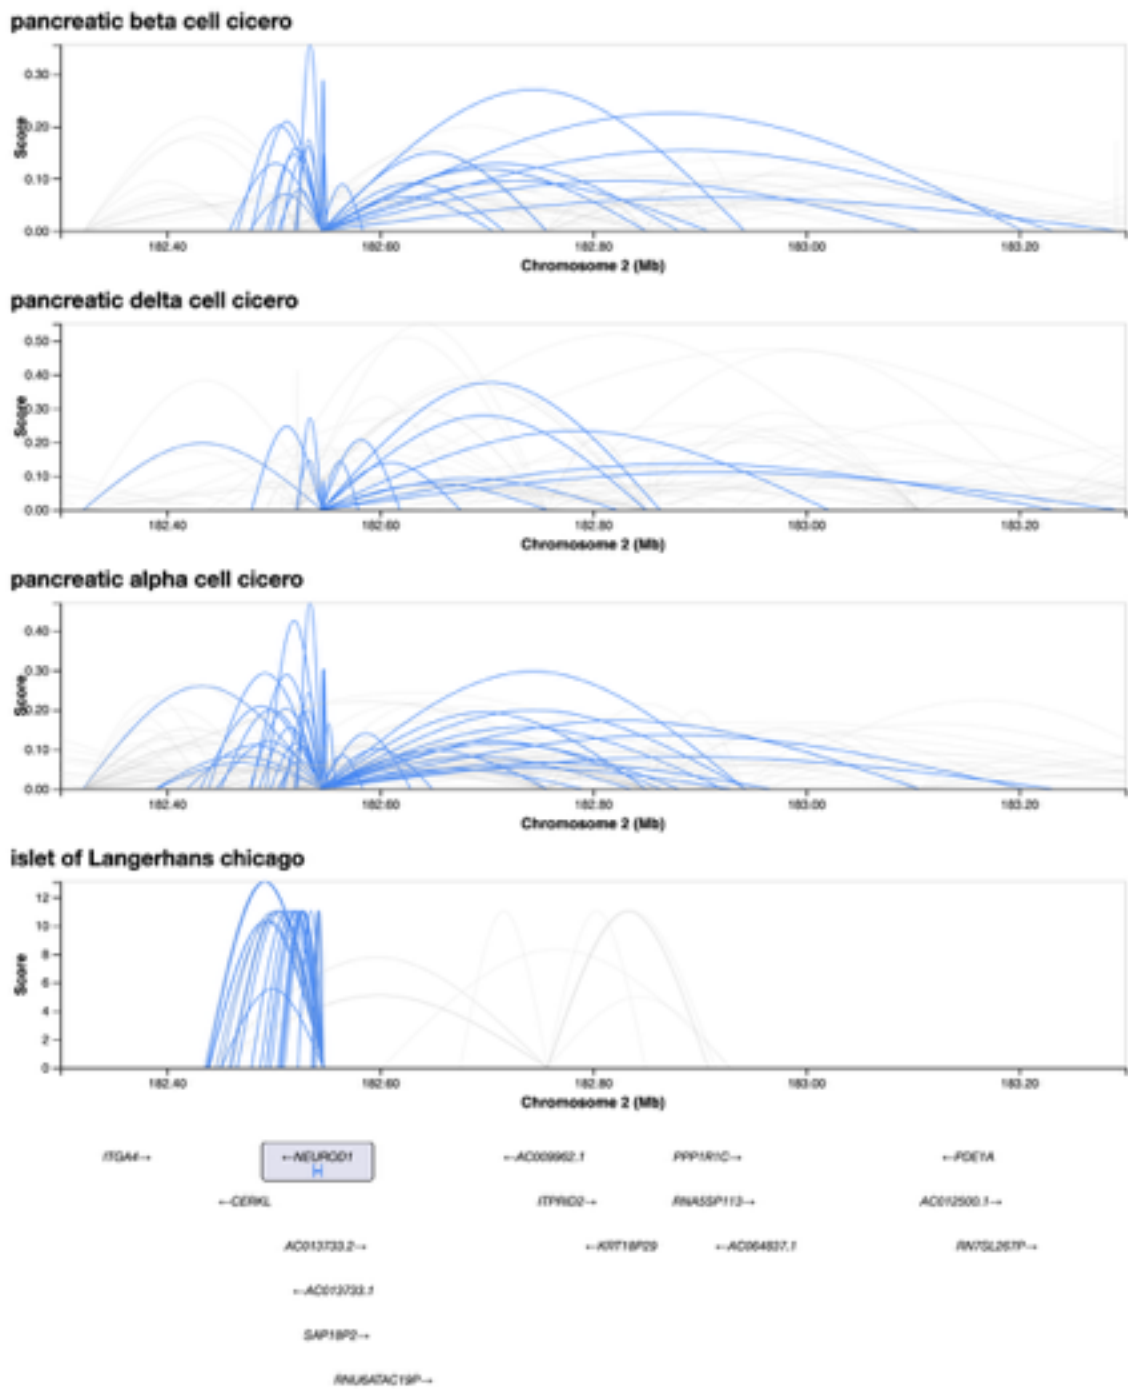 pancreatic beta cell cicero
0.30
0.20
0.10
0.00
Score
182.40 182.60 182.80 183.00 183.20
Chromosome 2 (Mb)
pancreatic delta cell cicero
0.50
0.40
0.30
0.20
0.10
0.00
Score
182.40 182.60 182.80 183.00 183.20
Chromosome 2 (Mb)
pancreatic alpha cell cicero
0.40
0.30
0.20
0.10
0.00
Score
182.40 182.60 182.80 183.00 183.20
Chromosome 2 (Mb)
islet of Langerhans chicago
12
10
8
6
4
2
0
Score
182.40 182.60 182.80 183.00 183.20
Chromosome 2 (Mb)
ITGA4→ ←NEUROD1 ←AC009962.1 PPP1R1C→ ←PDE1A
←CERKL ITPRID2→ RNA5SP113→ AC012500.1→
AC013733.2→ ←KRT18P29 ←AC064837.1 RN7SL267P→
←AC013733.1
SAP18P2→
RNU6ATAC19P→